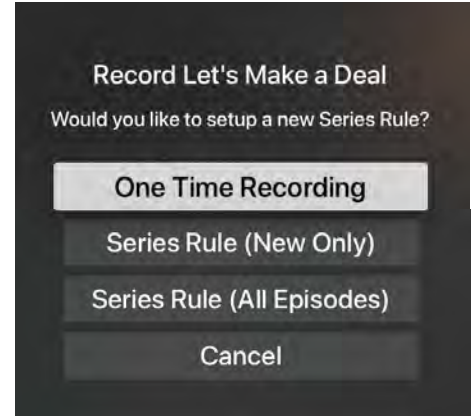 Record Let's Make a Deal
Would you like to setup a new Series Rule?
One Time Recording
Series Rule (New Only)
Series Rule (All Episodes)
Cancel